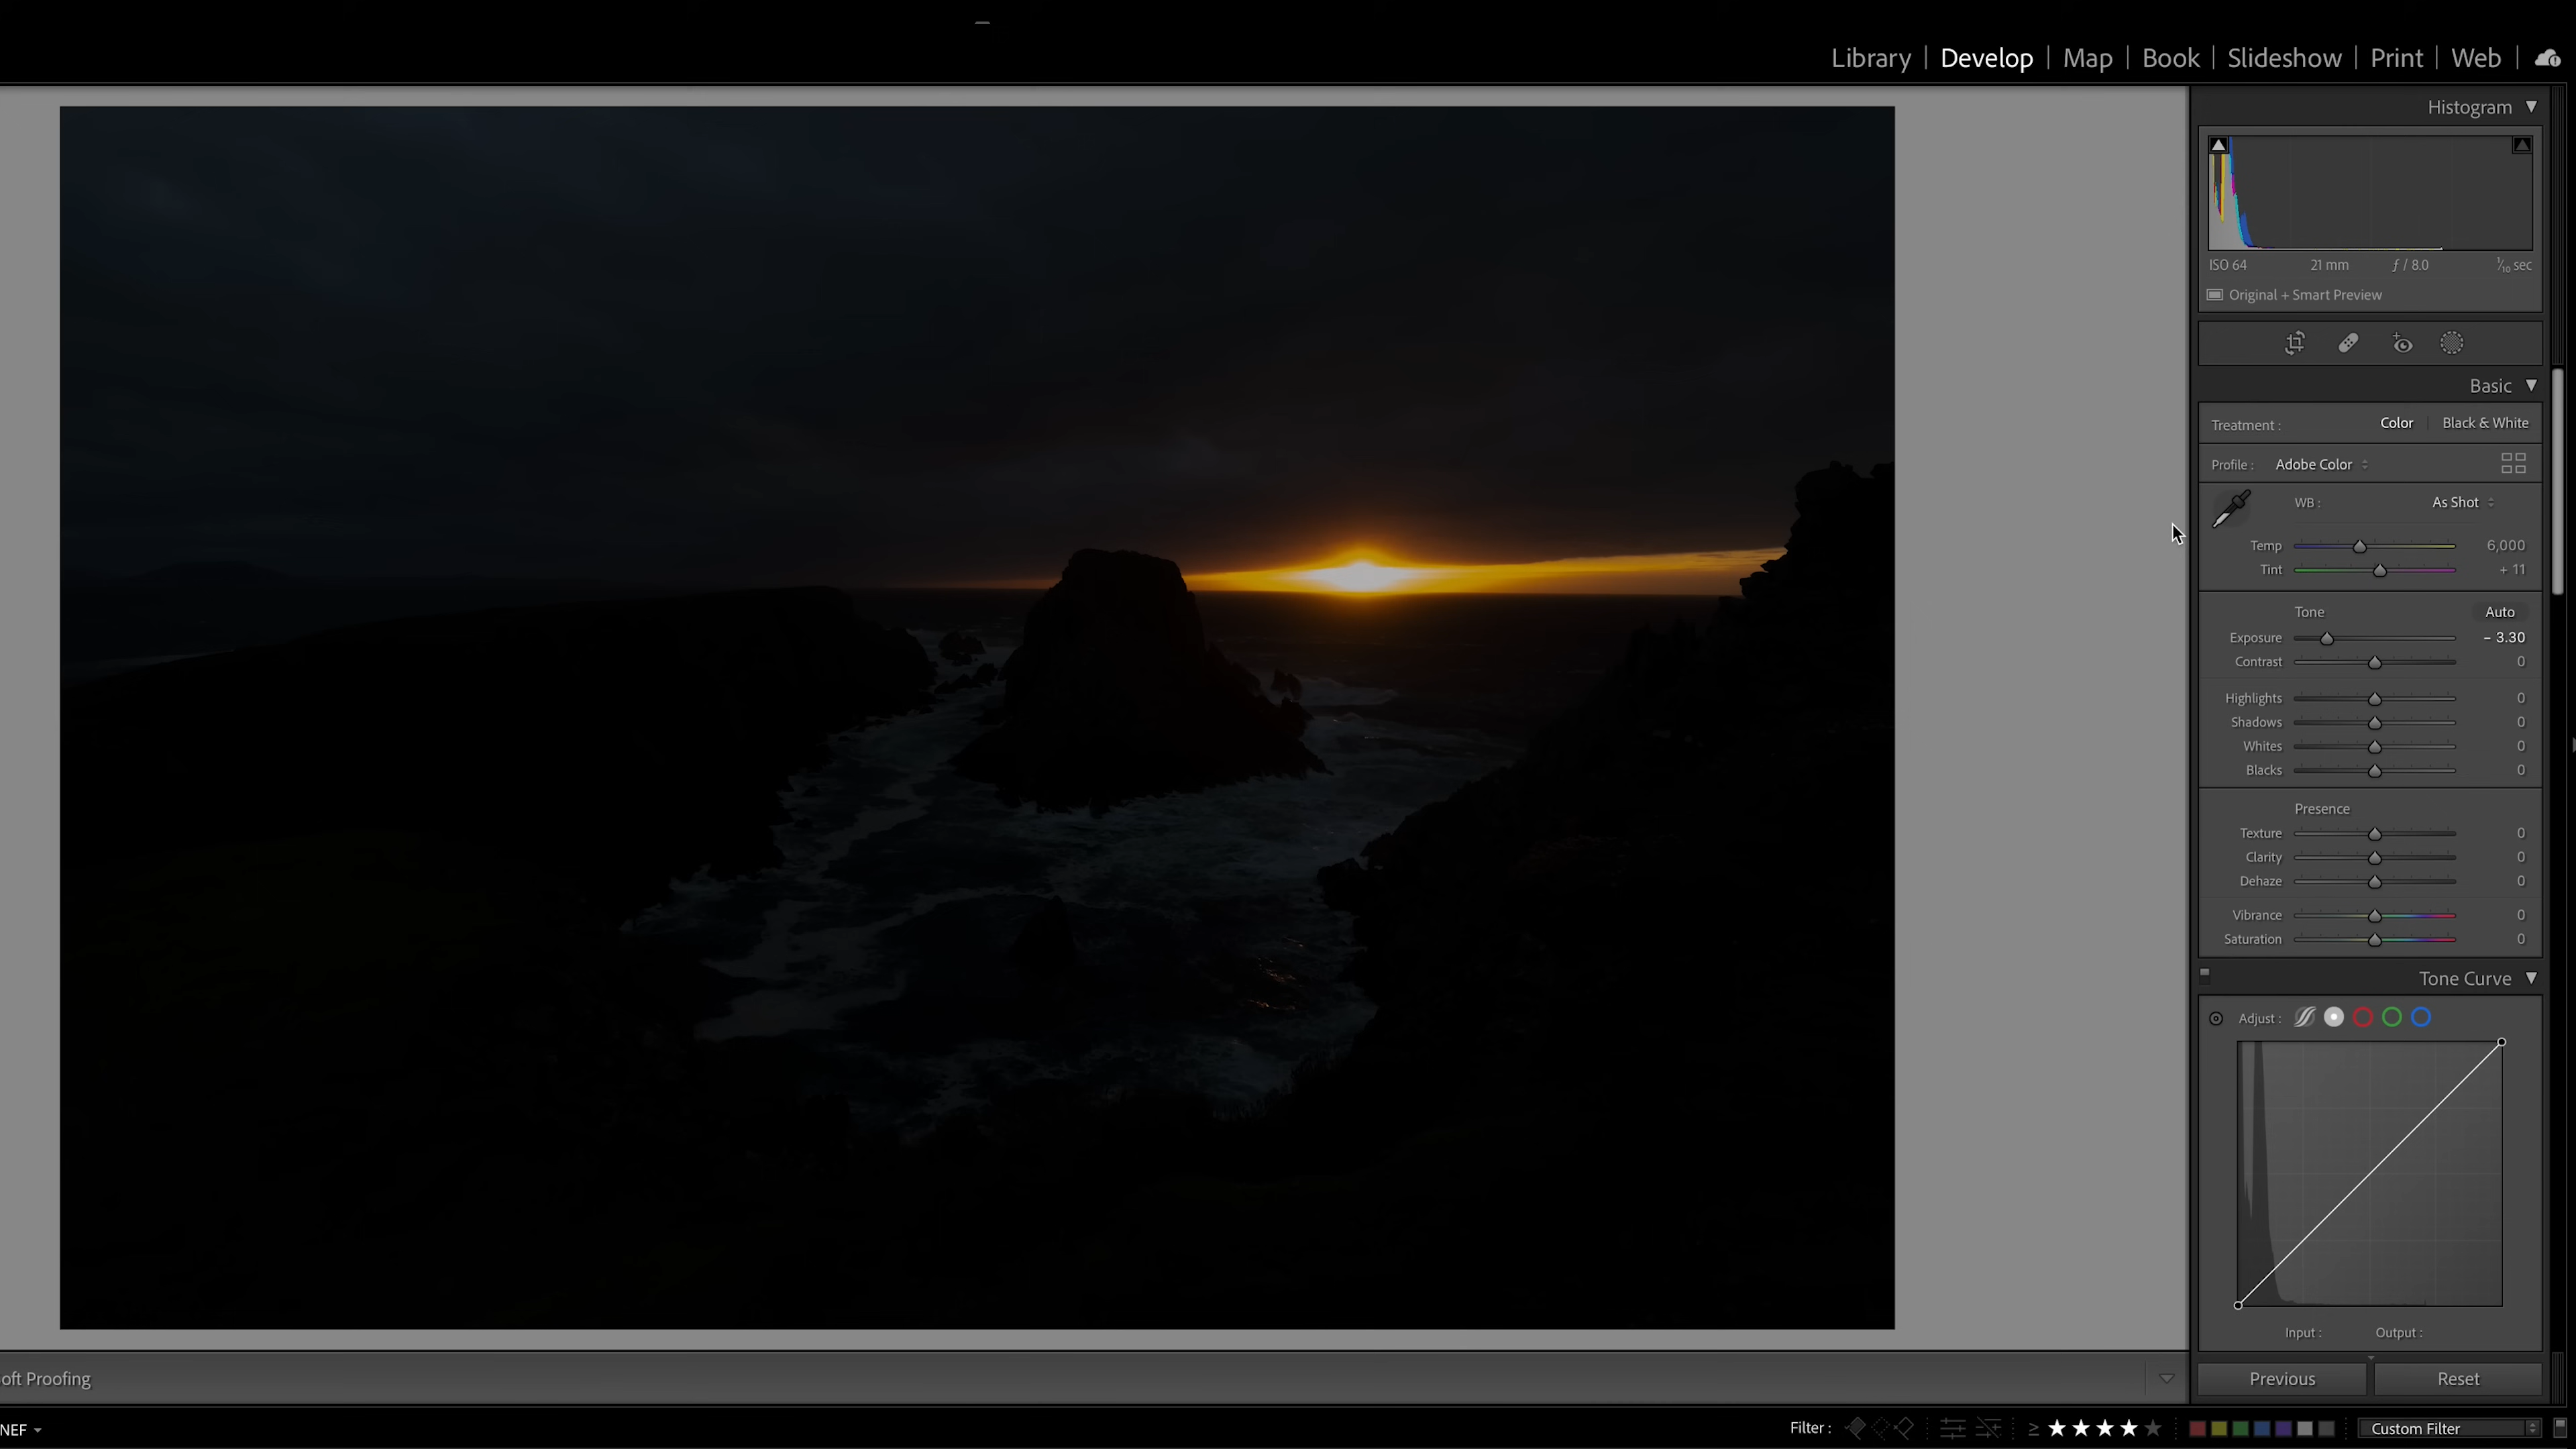 Library | Develop | Map | Book | Slideshow | Print | Web |
Histogram
ISO 64 21 mm ƒ / 8.0 1/10 sec
Original + Smart Preview
Basic
Treatment : Color | Black & White
Profile : Adobe Color
WB : As Shot
Temp 6,000
Tint + 11
Tone Auto
Exposure – 3.30
Contrast 0
Highlights 0
Shadows 0
Whites 0
Blacks 0
Presence
Texture 0
Clarity 0
Dehaze 0
Vibrance 0
Saturation 0
Tone Curve
Adjust :
Input : Output :
oft Proofing
Previous Reset
NEF
Filter : ≥ ★★★★★ Custom Filter